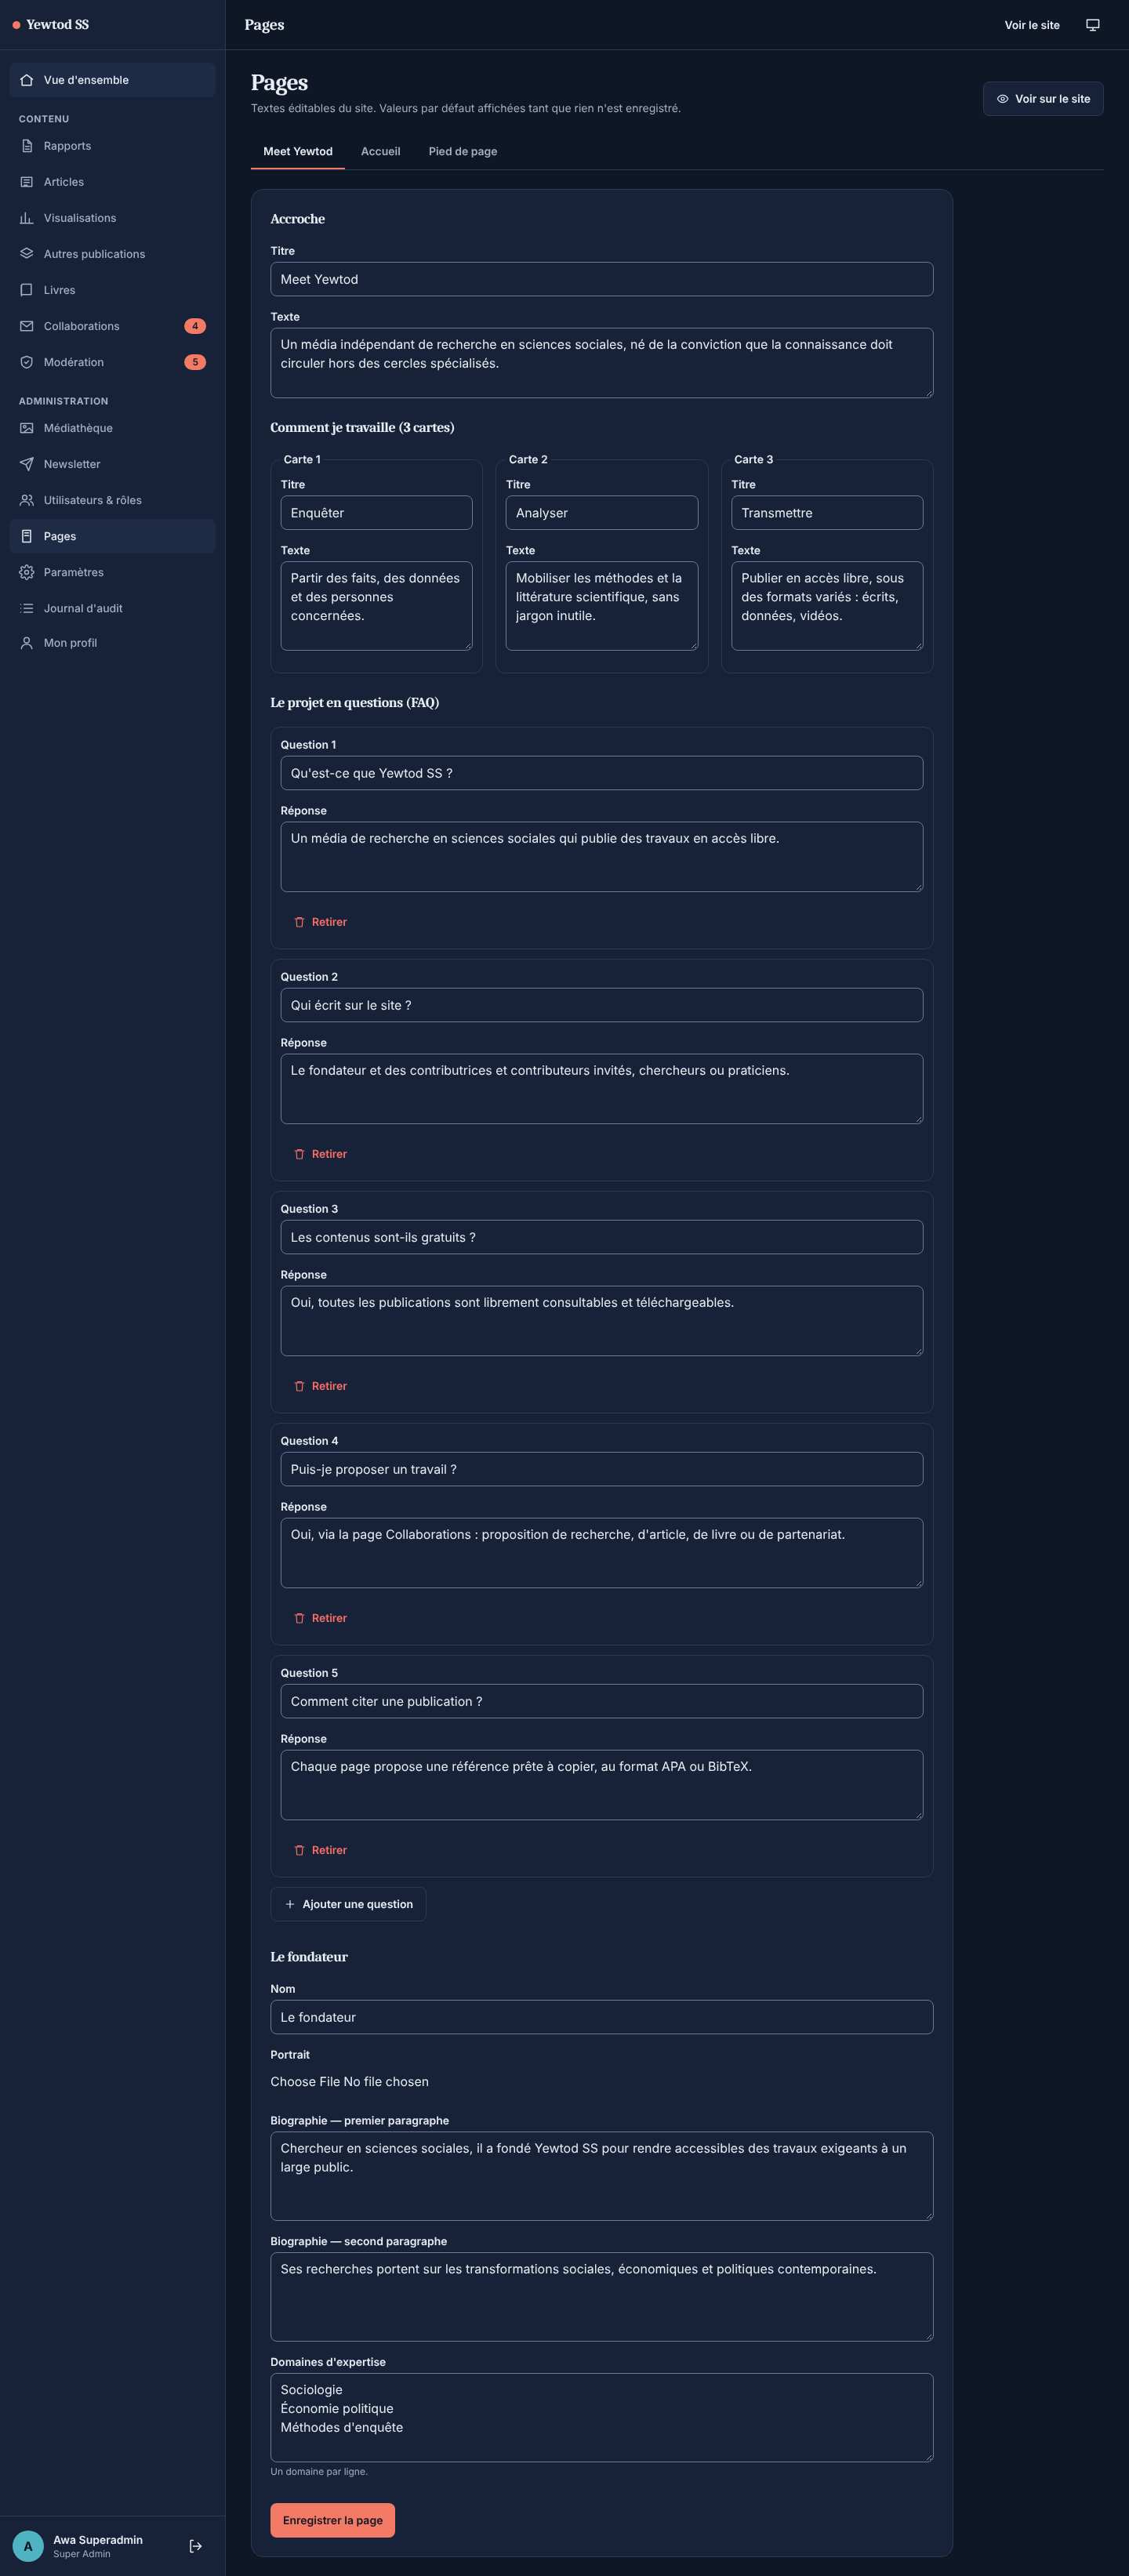 Yewtod SS
Vue d'ensemble
CONTENU
Rapports
Articles
Visualisations
Autres publications
Livres
Collaborations 4
Modération 5
ADMINISTRATION
Médiathèque
Newsletter
Utilisateurs & rôles
Pages
Paramètres
Journal d'audit
Mon profil
A
Awa Superadmin
Super Admin
Pages
Voir le site
Pages
Textes éditables du site. Valeurs par défaut affichées tant que rien n'est enregistré.
Voir sur le site
Meet Yewtod Accueil Pied de page
Accroche
Titre
Meet Yewtod
Texte
Un média indépendant de recherche en sciences sociales, né de la conviction que la connaissance doit
circuler hors des cercles spécialisés.
Comment je travaille (3 cartes)
Carte 1
Titre
Enquêter
Texte
Partir des faits, des données
et des personnes
concernées.
Carte 2
Titre
Analyser
Texte
Mobiliser les méthodes et la
littérature scientifique, sans
jargon inutile.
Carte 3
Titre
Transmettre
Texte
Publier en accès libre, sous
des formats variés : écrits,
données, vidéos.
Le projet en questions (FAQ)
Question 1
Qu'est-ce que Yewtod SS ?
Réponse
Un média de recherche en sciences sociales qui publie des travaux en accès libre.
Retirer
Question 2
Qui écrit sur le site ?
Réponse
Le fondateur et des contributrices et contributeurs invités, chercheurs ou praticiens.
Retirer
Question 3
Les contenus sont-ils gratuits ?
Réponse
Oui, toutes les publications sont librement consultables et téléchargeables.
Retirer
Question 4
Puis-je proposer un travail ?
Réponse
Oui, via la page Collaborations : proposition de recherche, d'article, de livre ou de partenariat.
Retirer
Question 5
Comment citer une publication ?
Réponse
Chaque page propose une référence prête à copier, au format APA ou BibTeX.
Retirer
Ajouter une question
Le fondateur
Nom
Le fondateur
Portrait
Choose File No file chosen
Biographie — premier paragraphe
Chercheur en sciences sociales, il a fondé Yewtod SS pour rendre accessibles des travaux exigeants à un
large public.
Biographie — second paragraphe
Ses recherches portent sur les transformations sociales, économiques et politiques contemporaines.
Domaines d'expertise
Sociologie
Économie politique
Méthodes d'enquête
Un domaine par ligne.
Enregistrer la page